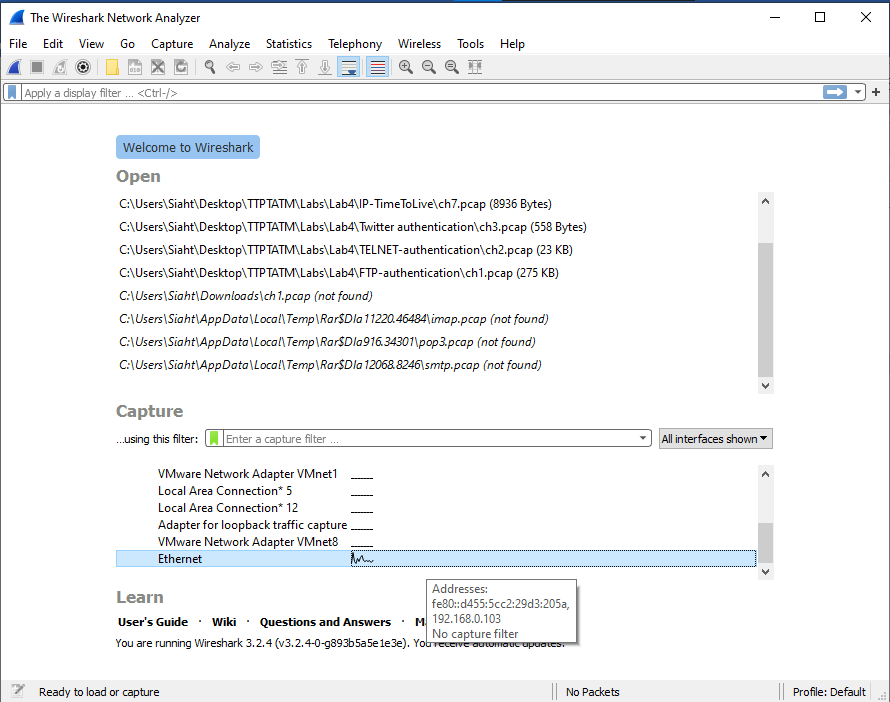 The Wireshark Network Analyzer
File Edit View Go Capture Analyze Statistics Telephony Wireless Tools Help
Apply a display filter ... <Ctrl-/>
Welcome to Wireshark
Open
C:\Users\Siaht\Desktop\TTPTATM\Labs\Lab4\IP-TimeToLive\ch7.pcap (8936 Bytes)
C:\Users\Siaht\Desktop\TTPTATM\Labs\Lab4\Twitter authentication\ch3.pcap (558 Bytes)
C:\Users\Siaht\Desktop\TTPTATM\Labs\Lab4\TELNET-authentication\ch2.pcap (23 KB)
C:\Users\Siaht\Desktop\TTPTATM\Labs\Lab4\FTP-authentication\ch1.pcap (275 KB)
C:\Users\Siaht\Downloads\ch1.pcap (not found)
C:\Users\Siaht\AppData\Local\Temp\Rar$DIa11220.46484\imap.pcap (not found)
C:\Users\Siaht\AppData\Local\Temp\Rar$DIa916.34301\pop3.pcap (not found)
C:\Users\Siaht\AppData\Local\Temp\Rar$DIa12068.8246\smtp.pcap (not found)
Capture
...using this filter: Enter a capture filter ... All interfaces shown
VMware Network Adapter VMnet1
Local Area Connection* 5
Local Area Connection* 12
Adapter for loopback traffic capture
VMware Network Adapter VMnet8
Ethernet
Addresses:
fe80::d455:5cc2:29d3:205a,
192.168.0.103
No capture filter
Learn
User's Guide · Wiki · Questions and Answers ·
You are running Wireshark 3.2.4 (v3.2.4-0-g893b5a5e1e3e). You receive automatic updates.
Ready to load or capture No Packets Profile: Default